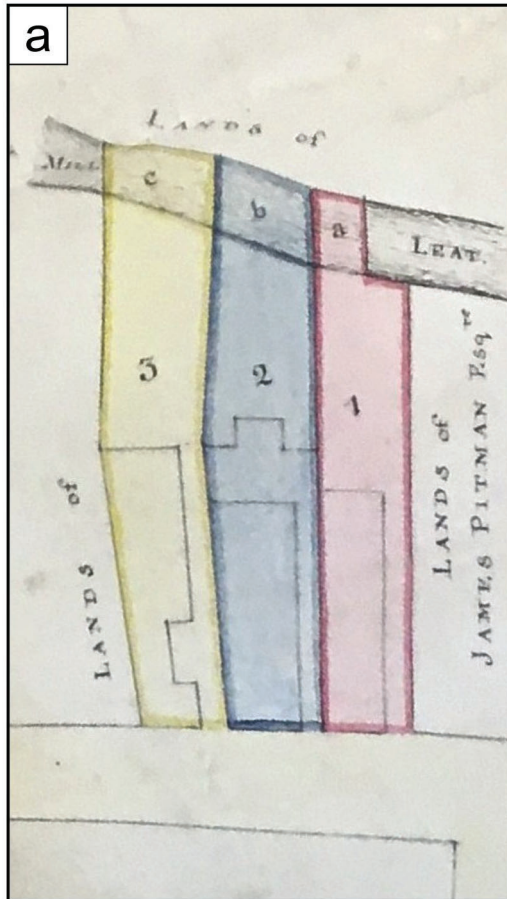 a
LANDS of
MILL
c
b
a
LEAT.
3
2
1
LANDS of
LANDS of
JAMES PITMAN Esqre